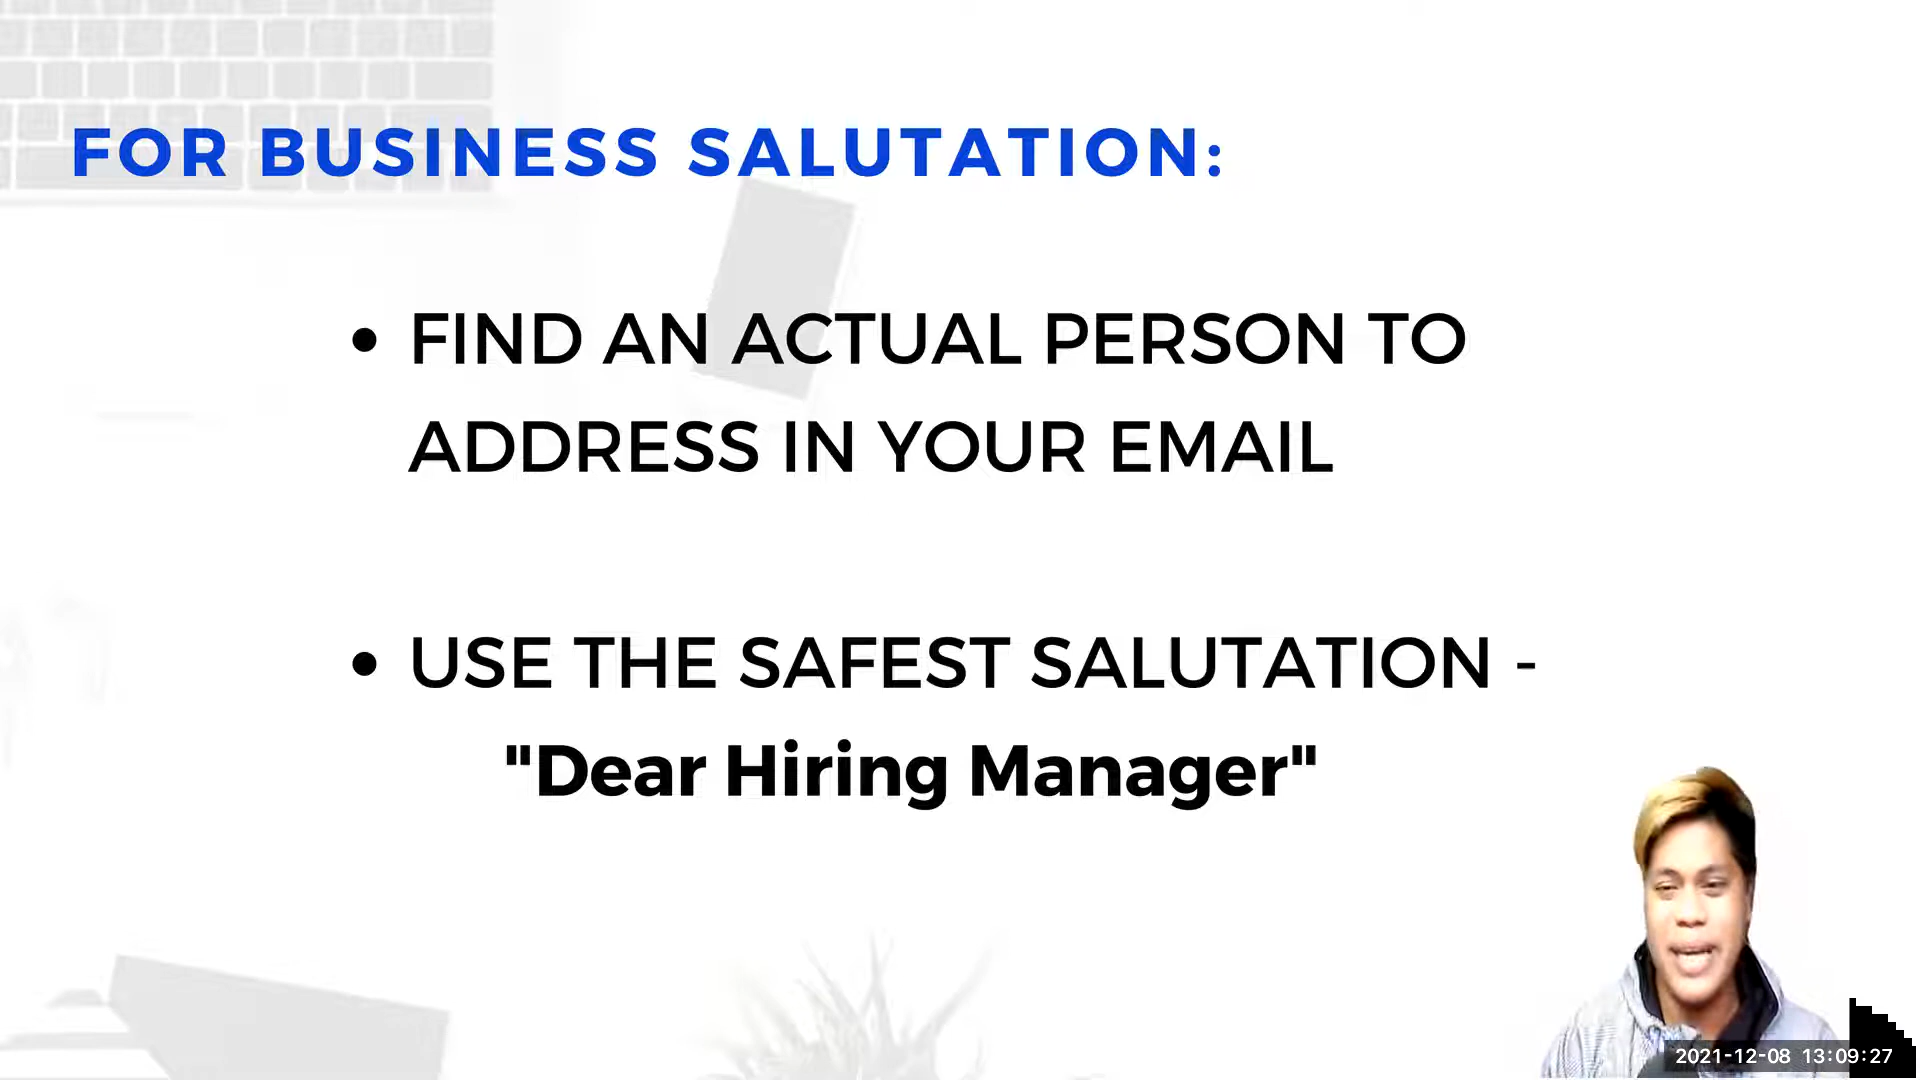 FOR BUSINESS SALUTATION:
• FIND AN ACTUAL PERSON TO
ADDRESS IN YOUR EMAIL
• USE THE SAFEST SALUTATION -
"Dear Hiring Manager"
2021-12-08 13:09:27